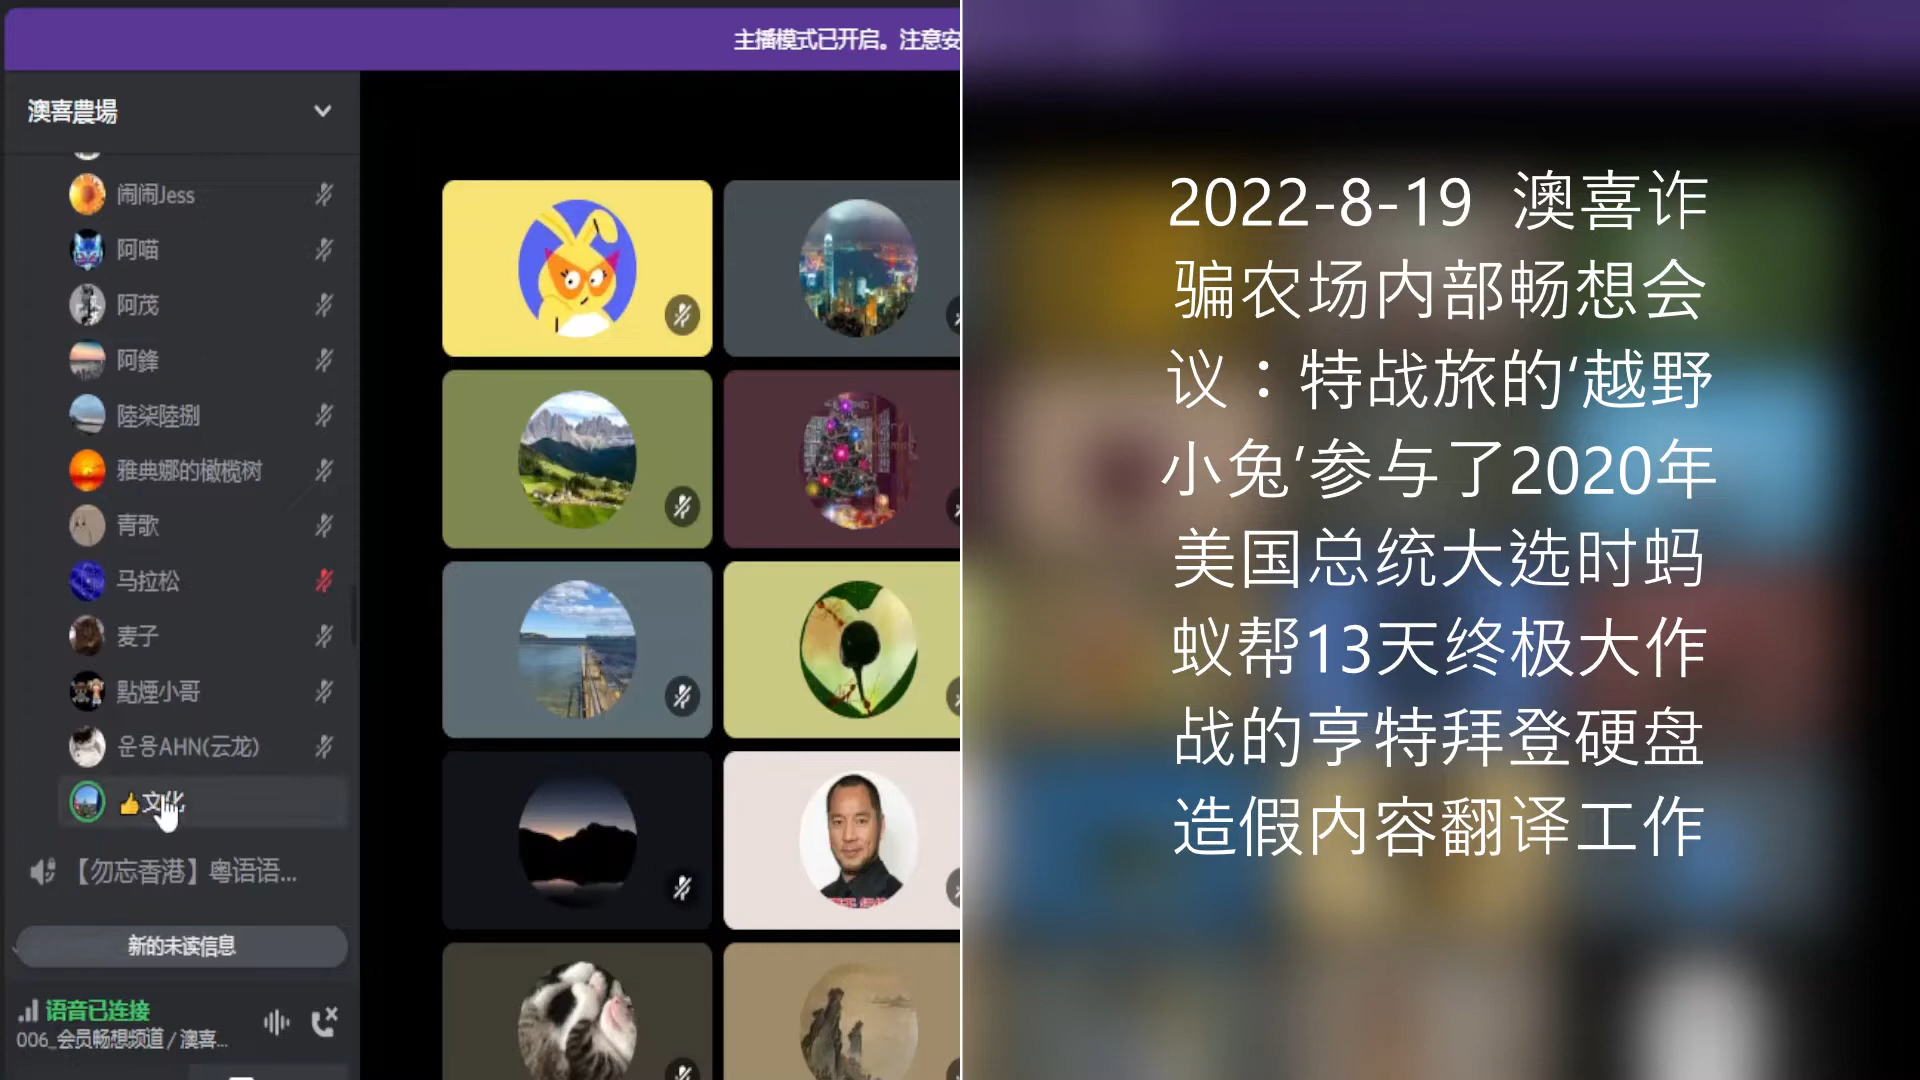 主播模式已开启。注意安
澳喜農場
闹闹Jess
阿喵
阿茂
阿鋒
陸柒陸捌
雅典娜的橄榄树
青歌
马拉松
麦子
點煙小哥
윤용AHN(云龙)
👍文化
【勿忘香港】粤语语...
新的未读信息
语音已连接
006_会员畅想频道 / 澳喜...
2022-8-19 澳喜诈
骗农场内部畅想会
议：特战旅的‘越野
小兔’参与了2020年
美国总统大选时蚂
蚁帮13天终极大作
战的亨特拜登硬盘
造假内容翻译工作